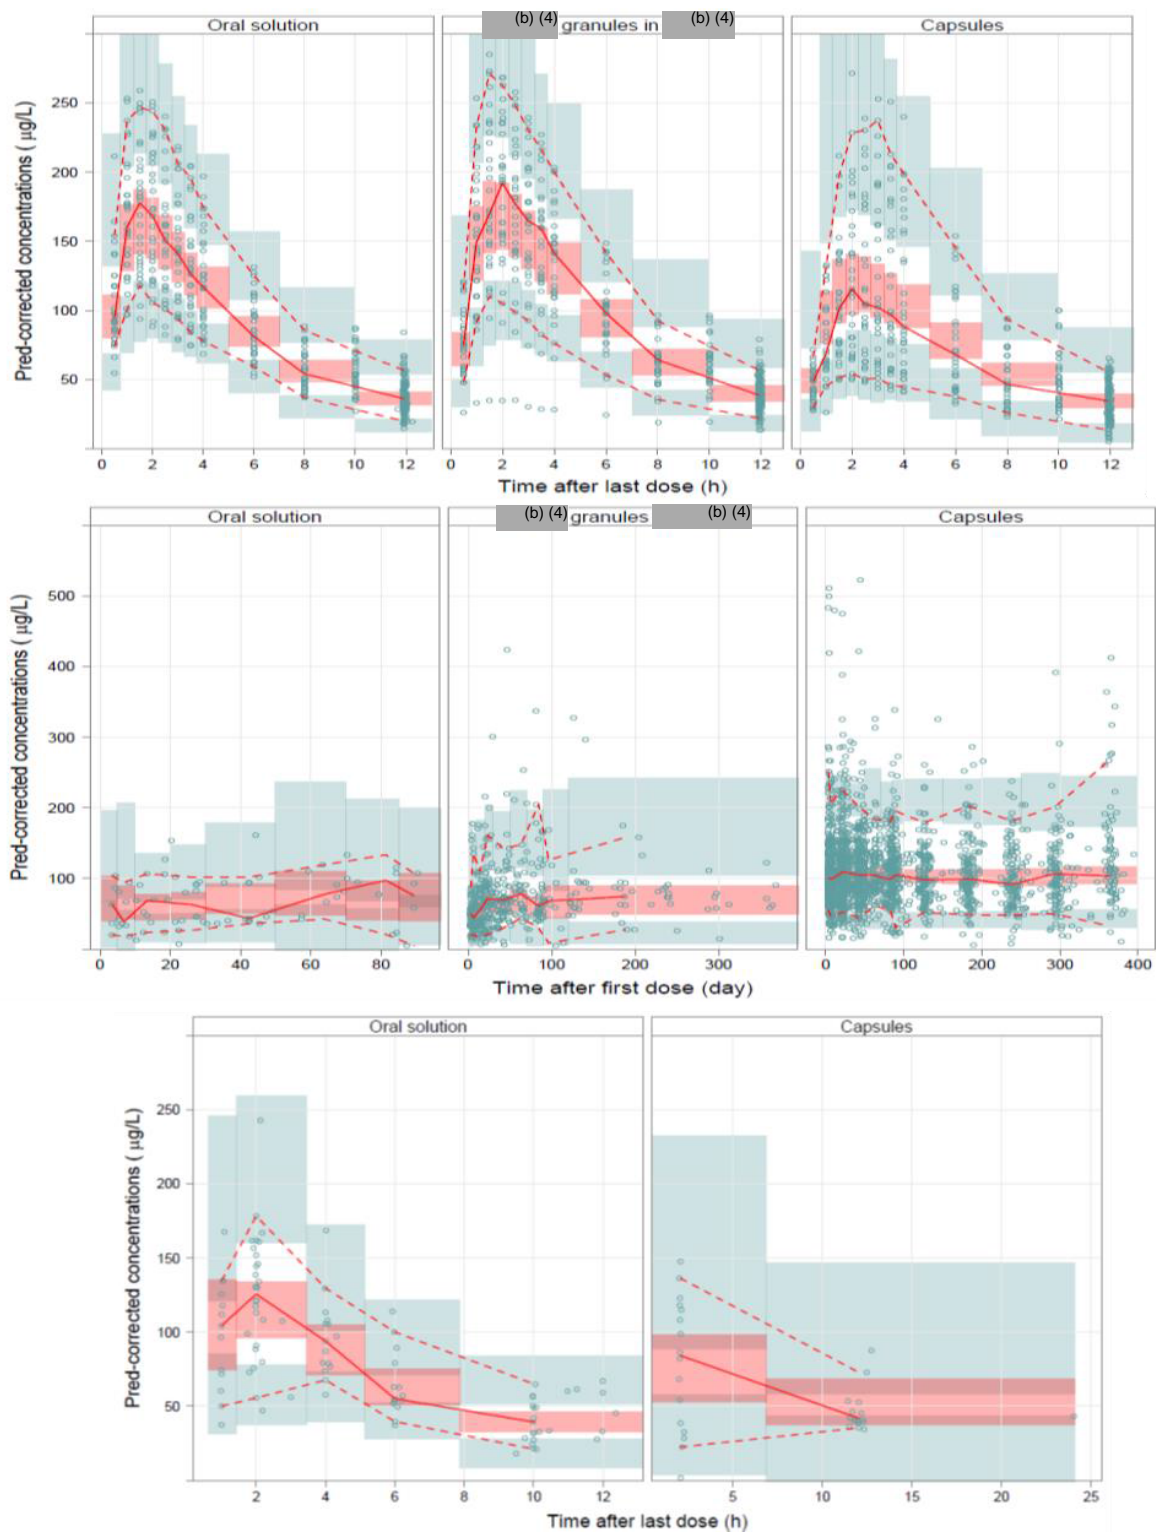 Oral solution (b) (4) granules in (b) (4) Capsules
Pred-corrected concentrations ( μg/L)
250
200
150
100
50
0 2 4 6 8 10 12 0 2 4 6 8 10 12 0 2 4 6 8 10 12
Time after last dose (h)
Oral solution (b) (4) granules (b) (4) Capsules
Pred-corrected concentrations ( μg/L)
500
400
300
200
100
0 20 40 60 80 0 100 200 300 0 100 200 300 400
Time after first dose (day)
Oral solution Capsules
Pred-corrected concentrations ( μg/L)
250
200
150
100
50
2 4 6 8 10 12 5 10 15 20 25
Time after last dose (h)